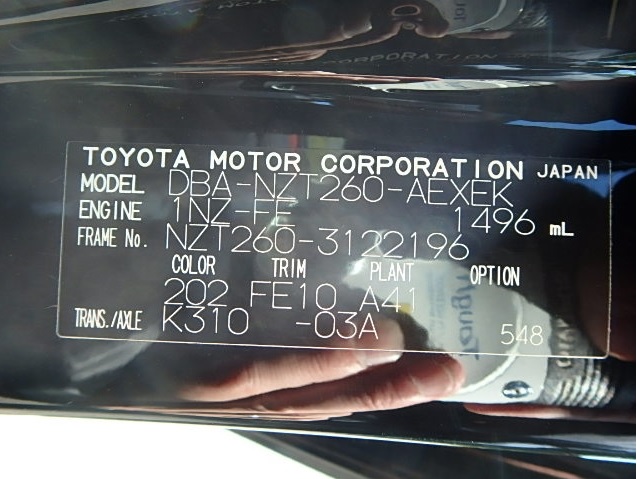 TOYOTA MOTOR CORPORATION JAPAN
MODEL DBA-NZT260-AEXEK
ENGINE 1NZ-FE 1496 mL
FRAME No. NZT260-3122196
COLOR TRIM PLANT OPTION
202 FE10 A41
TRANS./AXLE K310 -03A 548